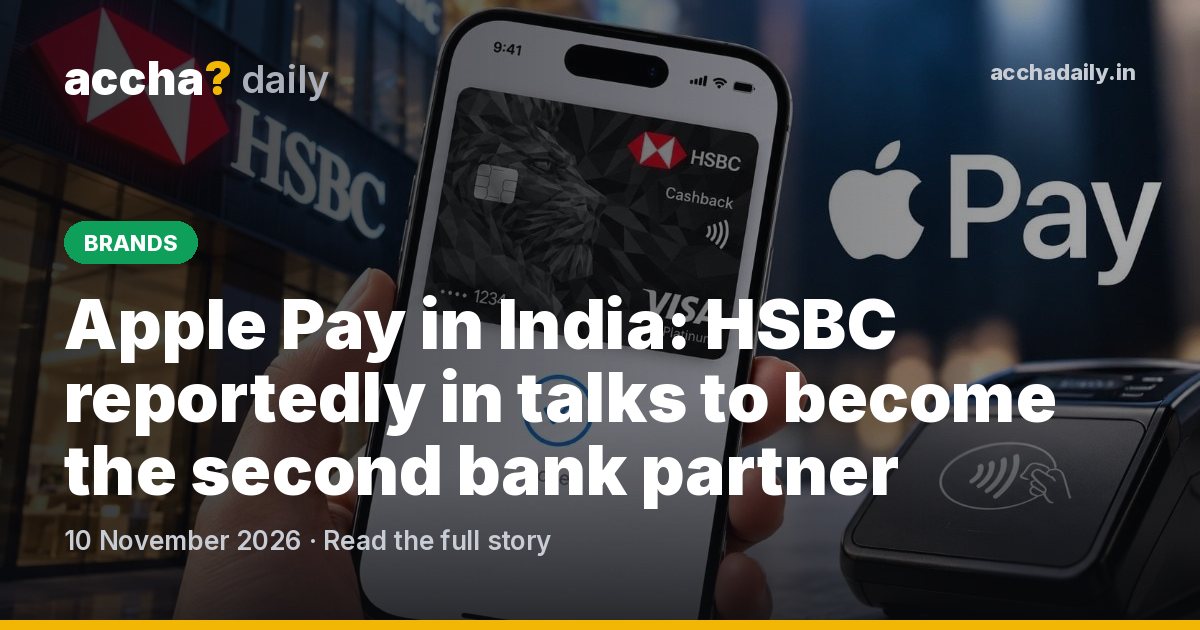 accha? daily
acchadaily.in
HSBC
9:41
HSBC
Cashback
Pay
BRANDS
•••• 1234
VISA
Platinum
Apple Pay in India: HSBC
reportedly in talks to become
the second bank partner
10 November 2026 · Read the full story